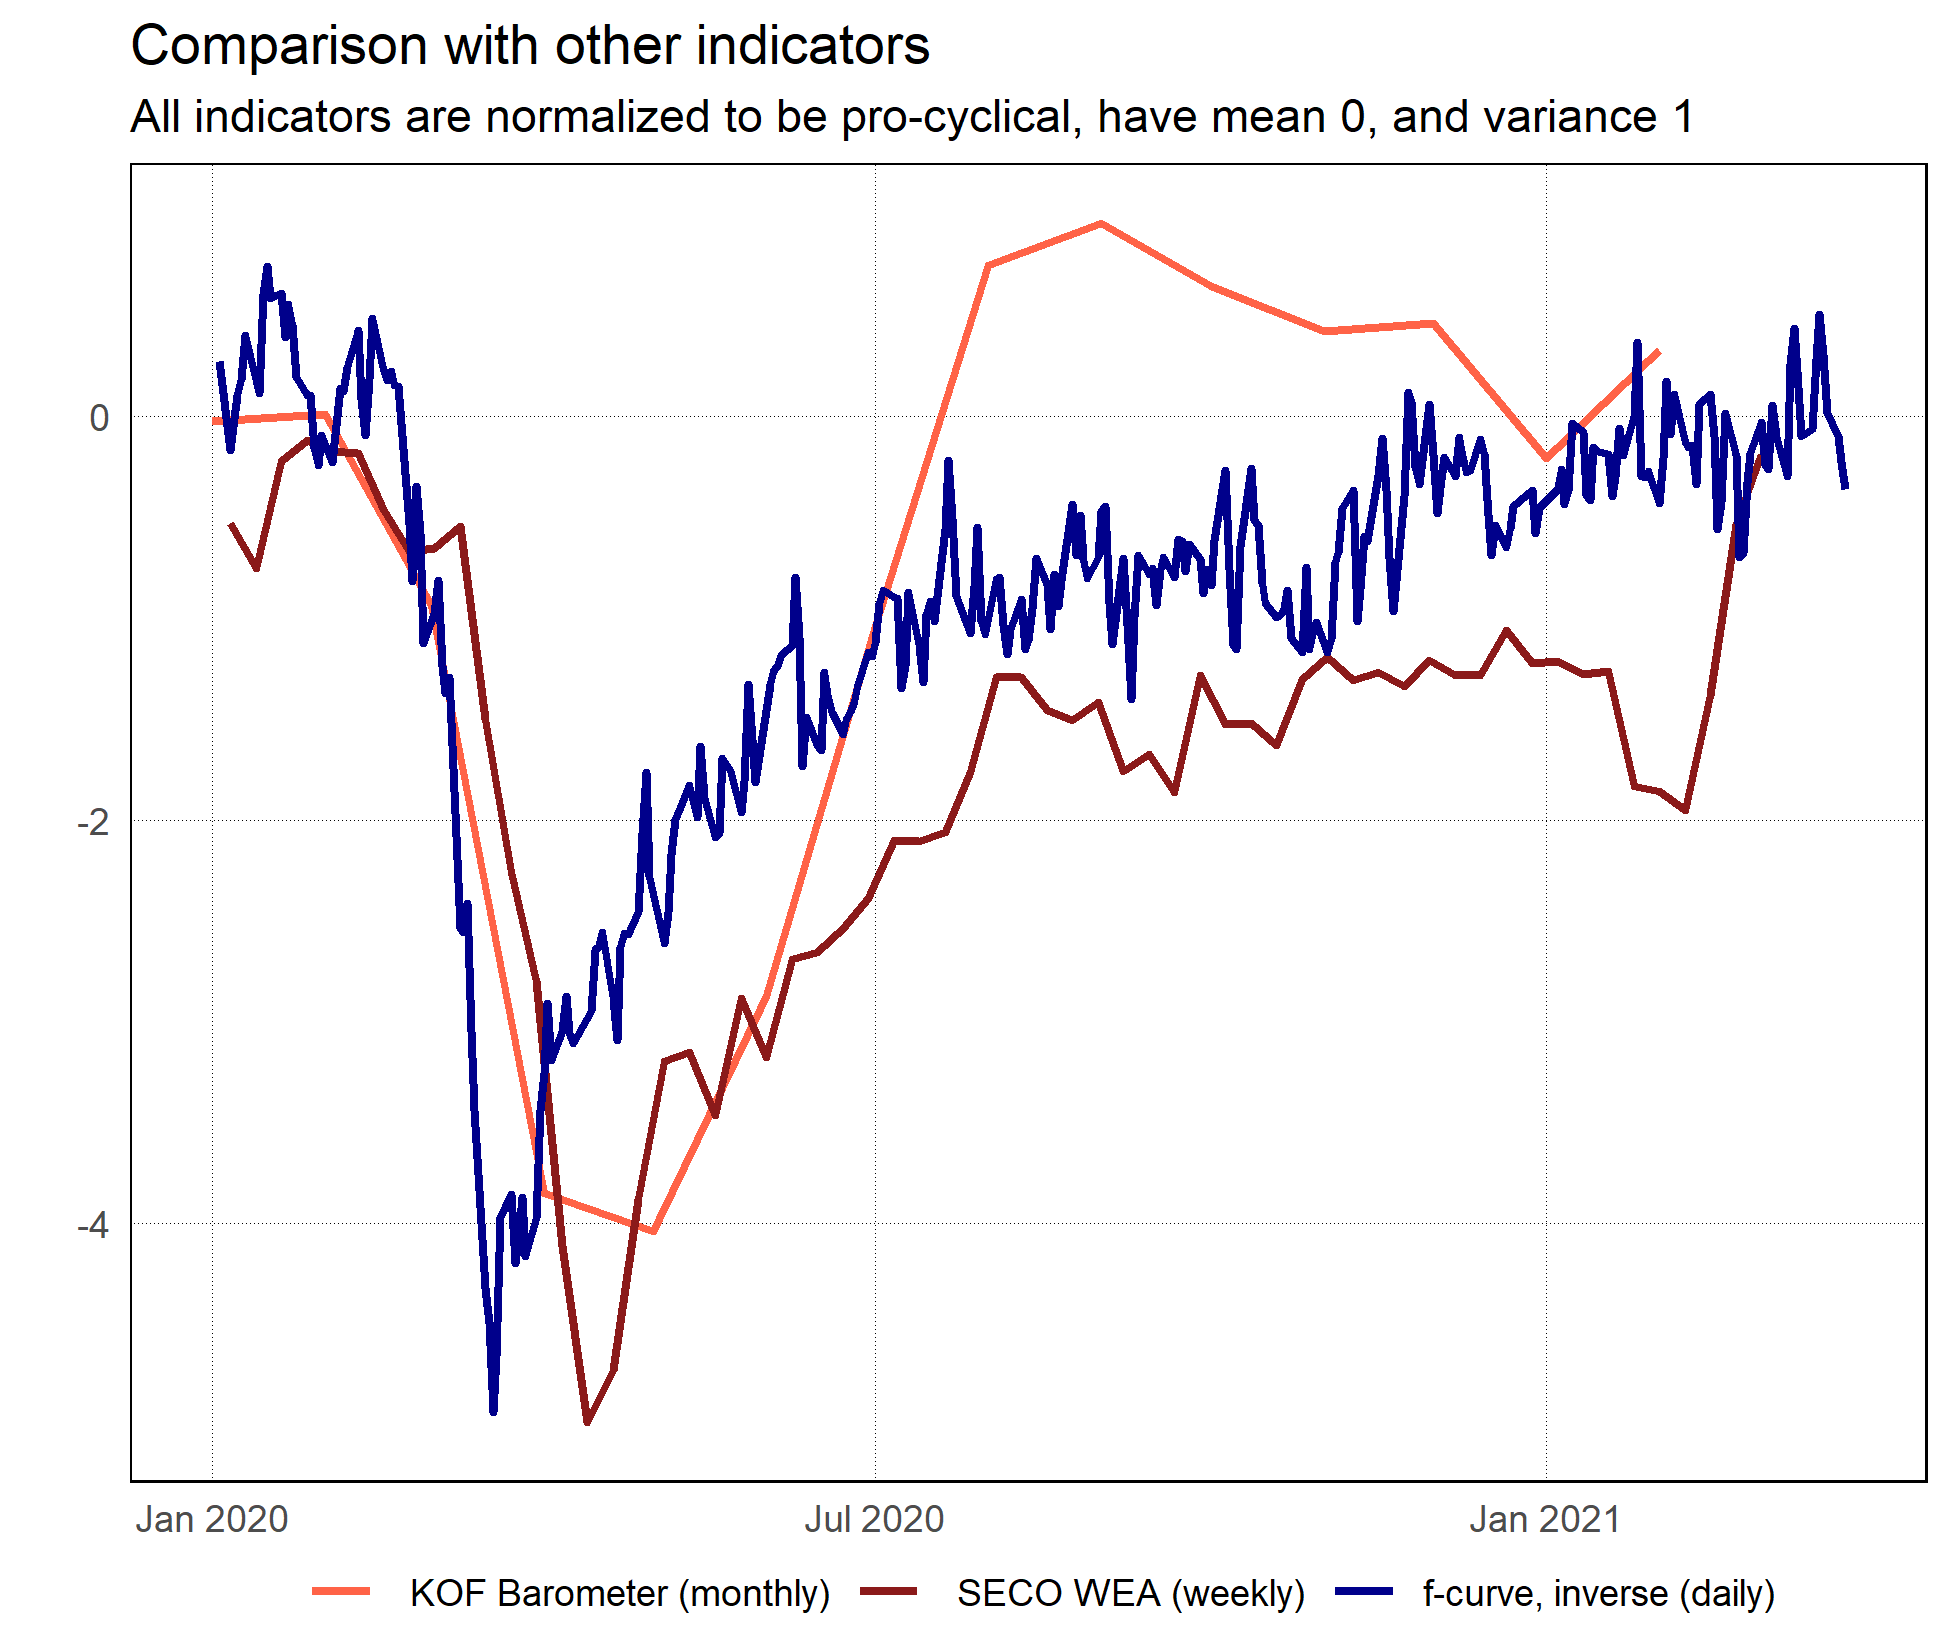 Comparison with other indicators
All indicators are normalized to be pro-cyclical, have mean 0, and variance 1
0
-2
-4
Jan 2020 Jul 2020 Jan 2021
KOF Barometer (monthly) SECO WEA (weekly) f-curve, inverse (daily)